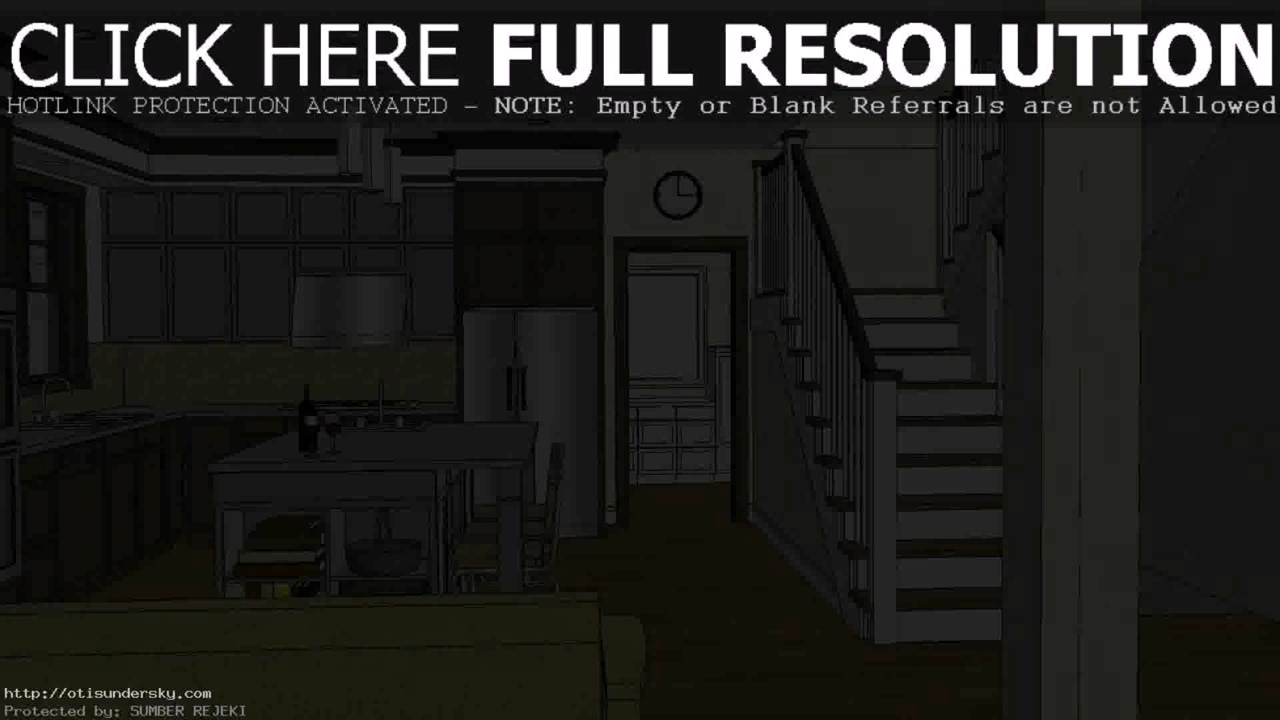 CLICK HERE FULL RESOLUTION
HOTLINK PROTECTION ACTIVATED - NOTE: Empty or Blank Referrals are not Allowed
http://otisundersky.com
Protected by: SUMBER REJEKI